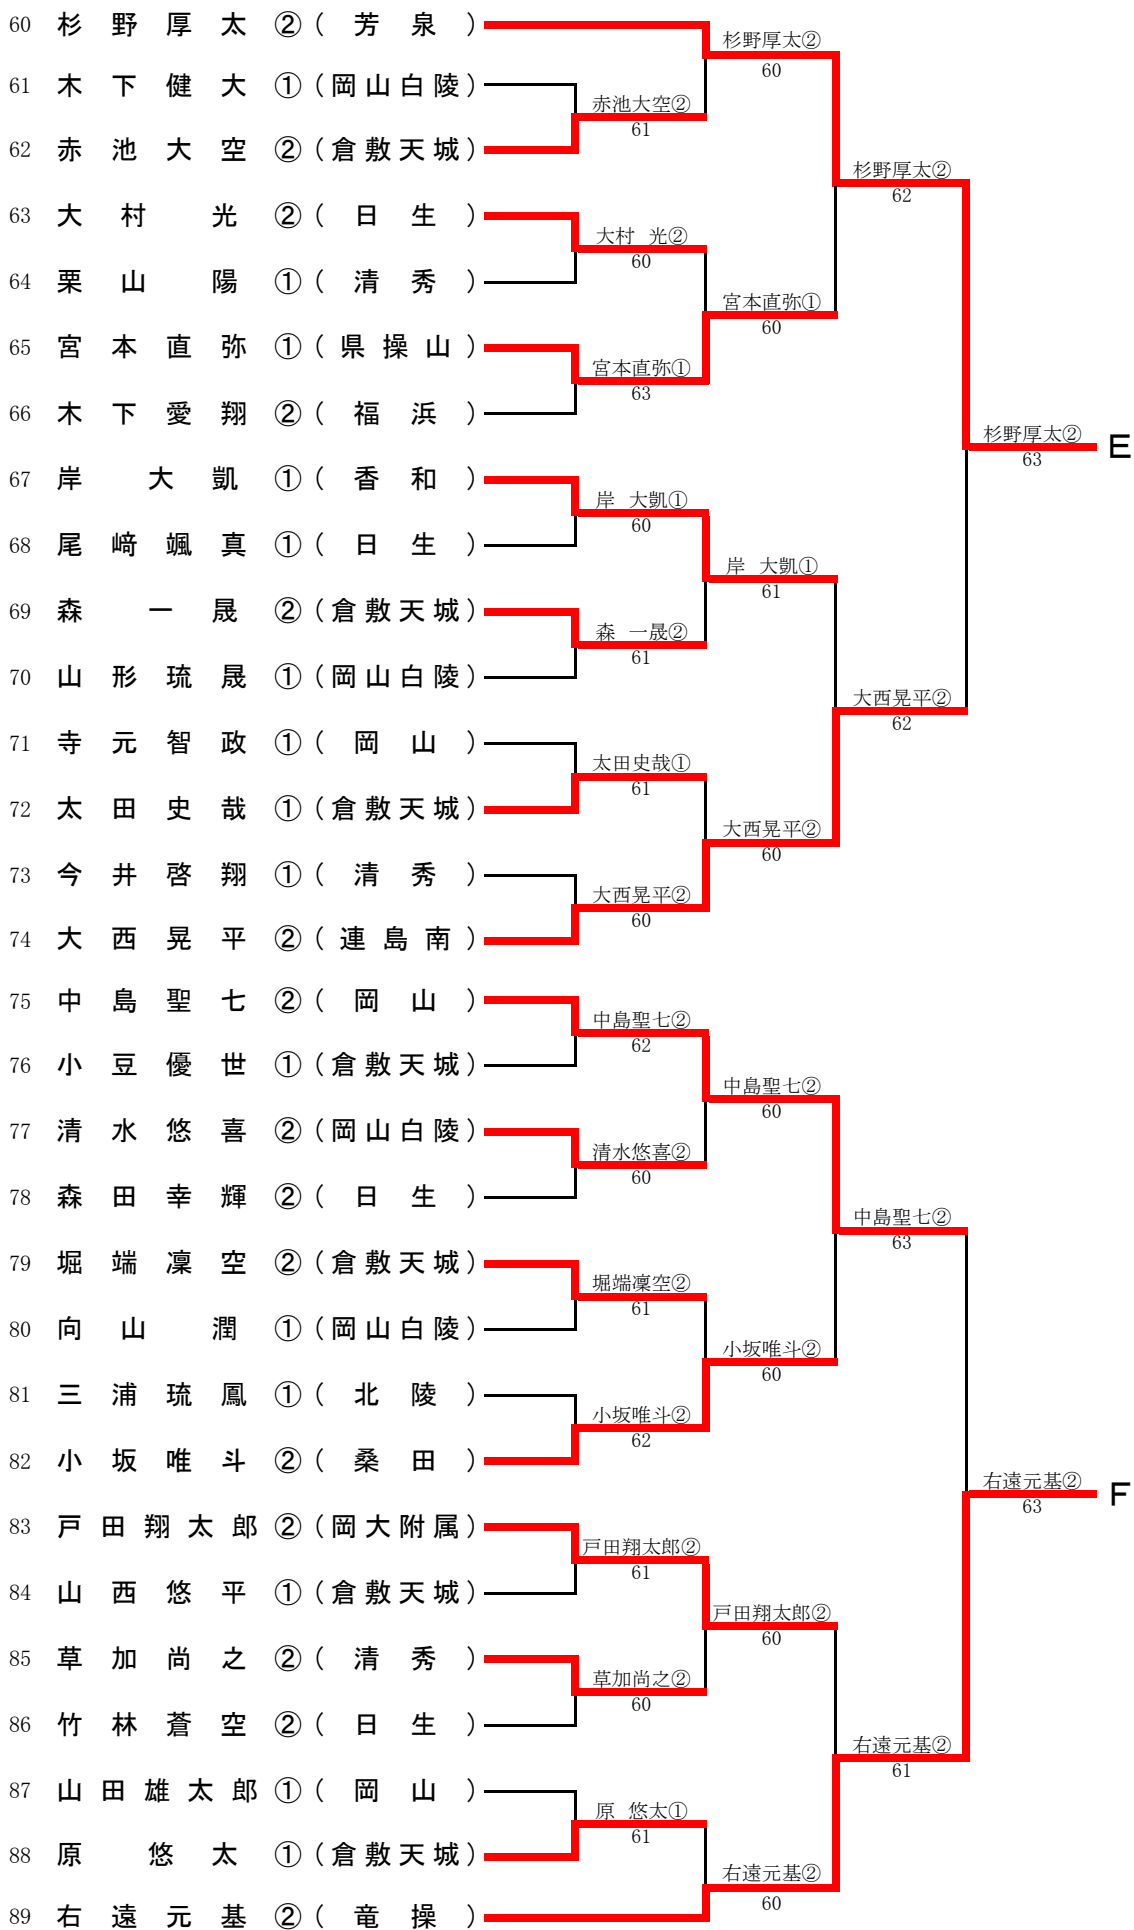 60 杉野厚太 ② (芳泉)
61 木下健大 ① (岡山白陵)
62 赤池大空 ② (倉敷天城)
63 大村光 ② (日生)
64 栗山陽 ① (清秀)
65 宮本直弥 ① (県操山)
66 木下愛翔 ② (福浜)
67 岸大凱 ① (香和)
68 尾﨑颯真 ① (日生)
69 森一晟 ② (倉敷天城)
70 山形琉晟 ① (岡山白陵)
71 寺元智政 ① (岡山)
72 太田史哉 ① (倉敷天城)
73 今井啓翔 ① (清秀)
74 大西晃平 ② (連島南)
75 中島聖七 ② (岡山)
76 小豆優世 ① (倉敷天城)
77 清水悠喜 ② (岡山白陵)
78 森田幸輝 ② (日生)
79 堀端凜空 ② (倉敷天城)
80 向山潤 ① (岡山白陵)
81 三浦琉鳳 ① (北陵)
82 小坂唯斗 ② (桑田)
83 戸田翔太郎 ② (岡大附属)
84 山西悠平 ① (倉敷天城)
85 草加尚之 ② (清秀)
86 竹林蒼空 ② (日生)
87 山田雄太郎 ① (岡山)
88 原悠太 ① (倉敷天城)
89 右遠元基 ② (竜操)
赤池大空②
61
大村 光②
60
宮本直弥①
63
岸 大凱①
60
森 一晟②
61
太田史哉①
61
大西晃平②
60
中島聖七②
62
清水悠喜②
60
堀端凜空②
61
小坂唯斗②
62
戸田翔太郎②
61
草加尚之②
60
原 悠太①
61
杉野厚太②
60
宮本直弥①
60
岸 大凱①
61
大西晃平②
60
中島聖七②
60
小坂唯斗②
60
戸田翔太郎②
60
右遠元基②
60
杉野厚太②
62
大西晃平②
62
中島聖七②
63
右遠元基②
61
杉野厚太②
63
E
右遠元基②
63
F